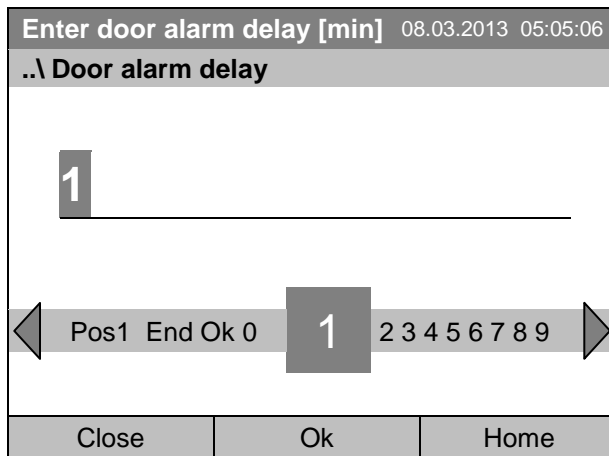 Enter door alarm delay [min] 08.03.2013 05:05:06
..\ Door alarm delay
1
Pos1 End Ok 0 1 2 3 4 5 6 7 8 9
Close Ok Home